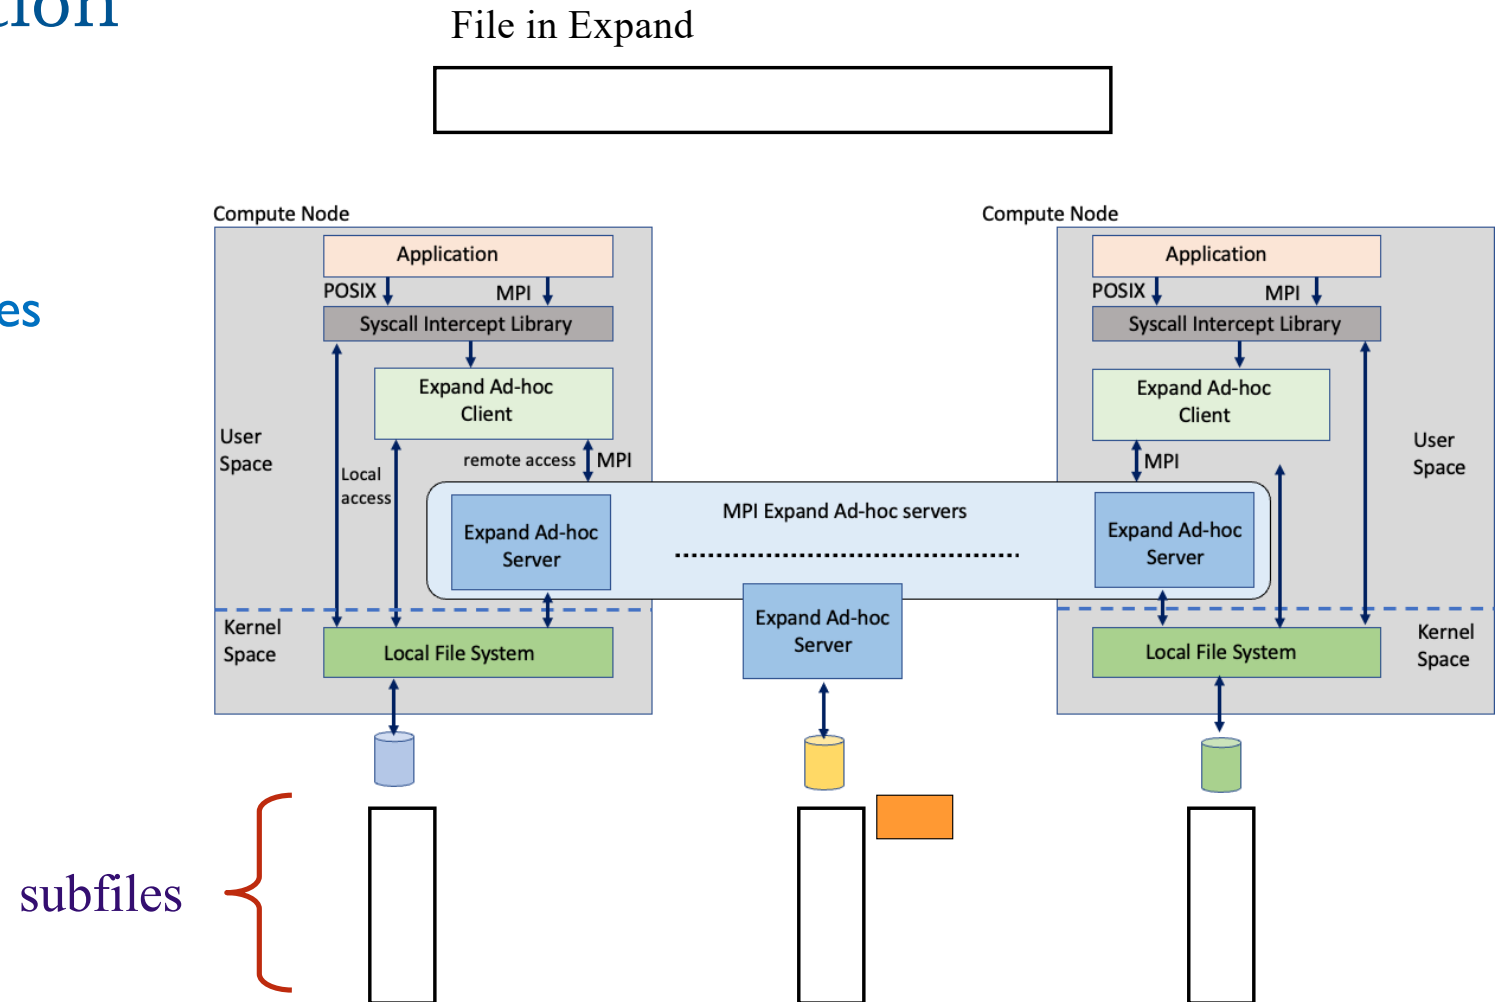 tion
File in Expand
es
Compute Node
Application
POSIX
MPI
Syscall Intercept Library
Expand Ad-hoc
Client
User
Space
Local
access
remote access
MPI
Expand Ad-hoc
Server
Kernel
Space
Local File System
MPI Expand Ad-hoc servers
Expand Ad-hoc
Server
Compute Node
Application
POSIX
MPI
Syscall Intercept Library
Expand Ad-hoc
Client
MPI
User
Space
Expand Ad-hoc
Server
Kernel
Space
Local File System
subfiles